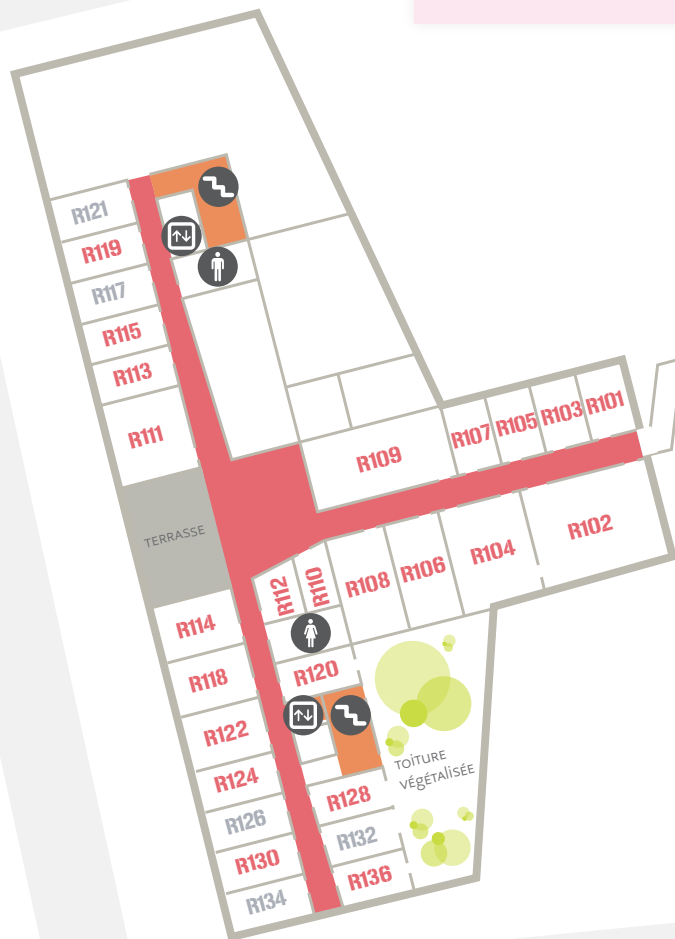 R121
R119
R117
R115
R113
R111
R109
R107
R105
R103
R101
TERRASSE
R112
R110
R108
R106
R104
R102
R114
R118
R120
R122
R124
R126
R128
R130
R132
R134
R136
TOiTURE
VÉGÉTALiSÉE